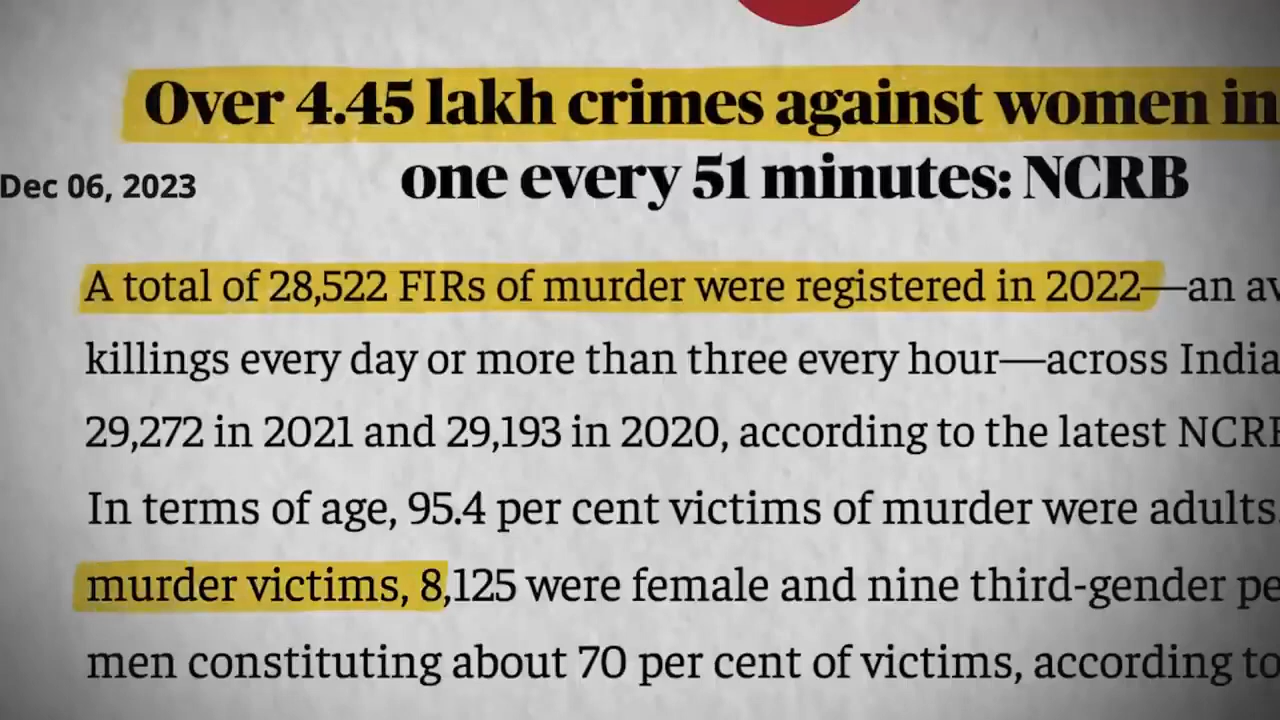 Over 4.45 lakh crimes against women in
one every 51 minutes: NCRB
Dec 06, 2023
A total of 28,522 FIRs of murder were registered in 2022—an
killings every day or more than three every hour—across India
29,272 in 2021 and 29,193 in 2020, according to the latest
In terms of age, 95.4 per cent victims of murder were adults
murder victims, 8,125 were female and nine third-gender
men constituting about 70 per cent of victims, according to